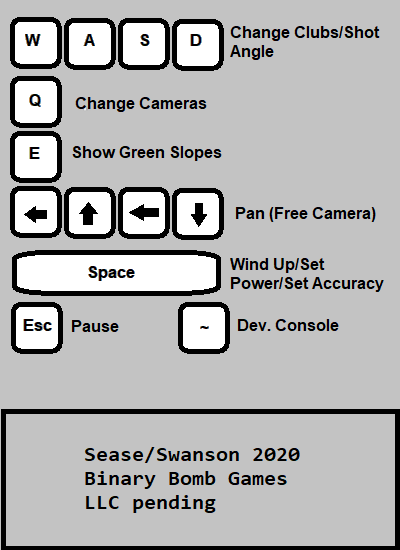 W A S D Change Clubs/Shot
Angle
Q Change Cameras
E Show Green Slopes
Pan (Free Camera)
Space Wind Up/Set
Power/Set Accuracy
Esc Pause ~ Dev. Console
Sease/Swanson 2020
Binary Bomb Games
LLC pending